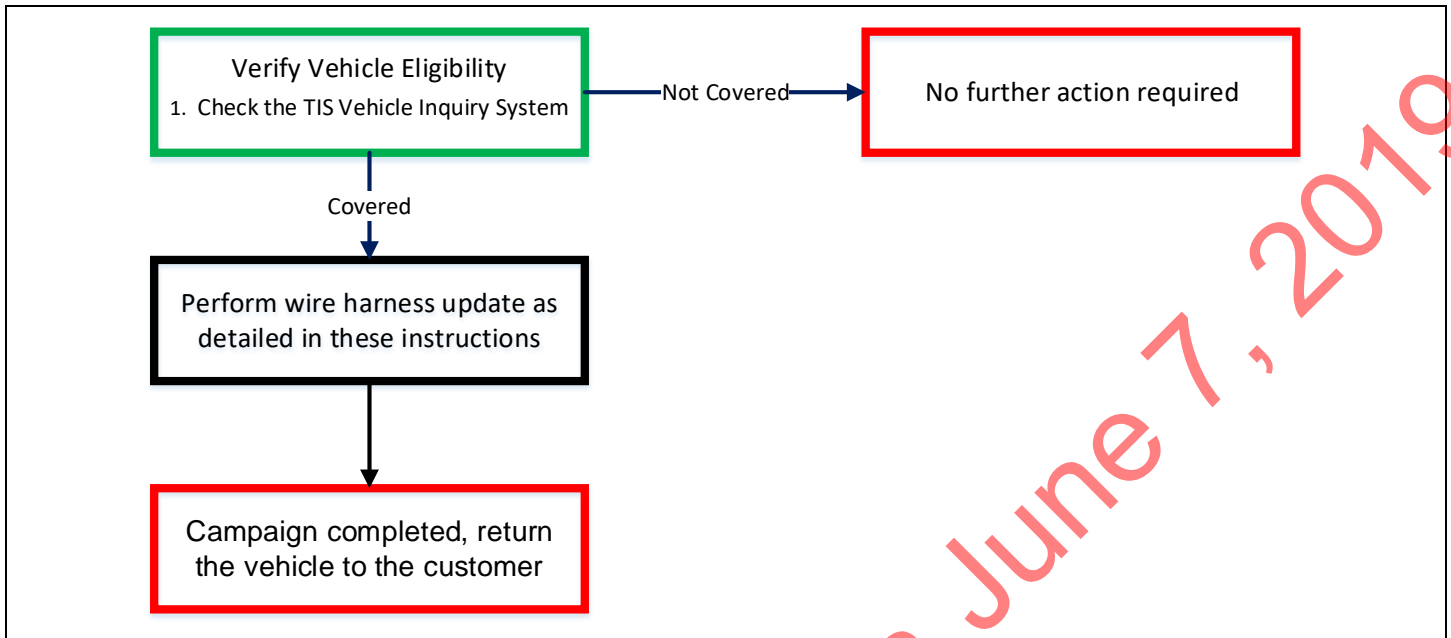 Verify Vehicle Eligibility
1. Check the TIS Vehicle Inquiry System
Not Covered
No further action required
Covered
Perform wire harness update as
detailed in these instructions
Campaign completed, return
the vehicle to the customer
June 7, 2019